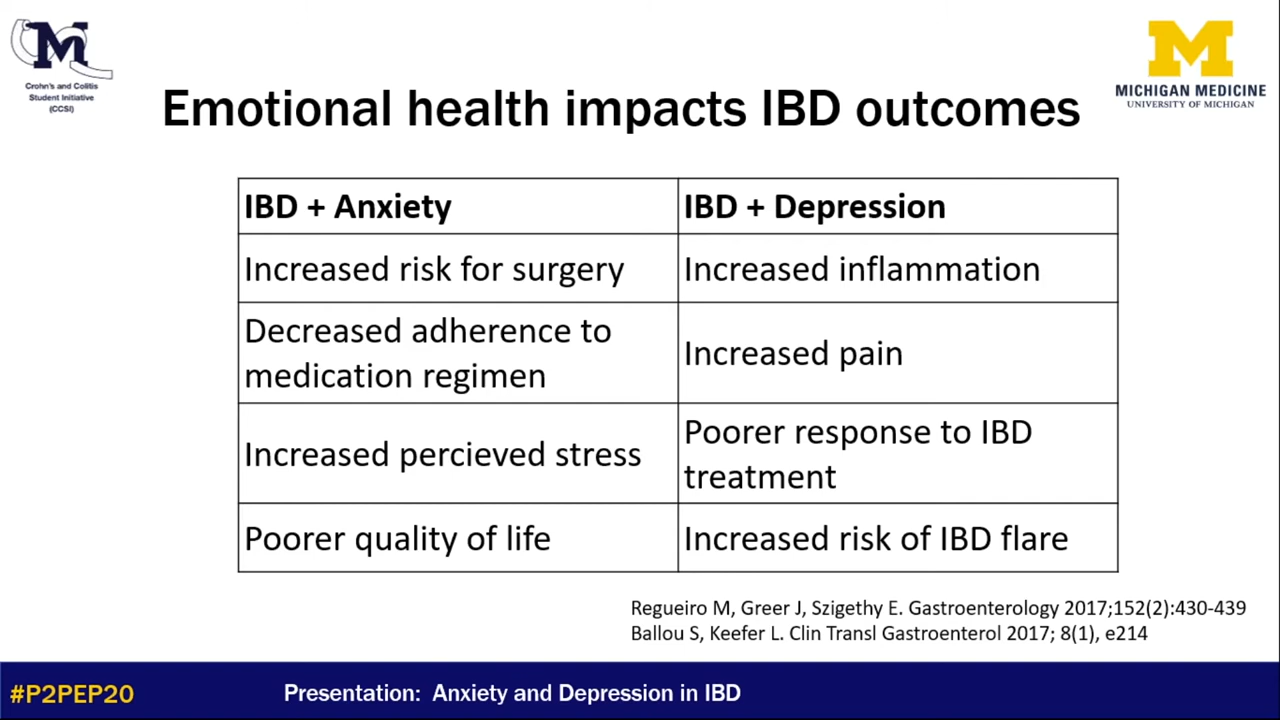 M
Crohn's and Colitis
Student Initiative
(CCSI)
M
MICHIGAN MEDICINE
UNIVERSITY OF MICHIGAN
Emotional health impacts IBD outcomes
IBD + Anxiety
IBD + Depression
Increased risk for surgery
Increased inflammation
Decreased adherence to
medication regimen
Increased pain
Increased percieved stress
Poorer response to IBD
treatment
Poorer quality of life
Increased risk of IBD flare
Regueiro M, Greer J, Szigethy E. Gastroenterology 2017;152(2):430-439
Ballou S, Keefer L. Clin Transl Gastroenterol 2017; 8(1), e214
#P2PEP20
Presentation: Anxiety and Depression in IBD